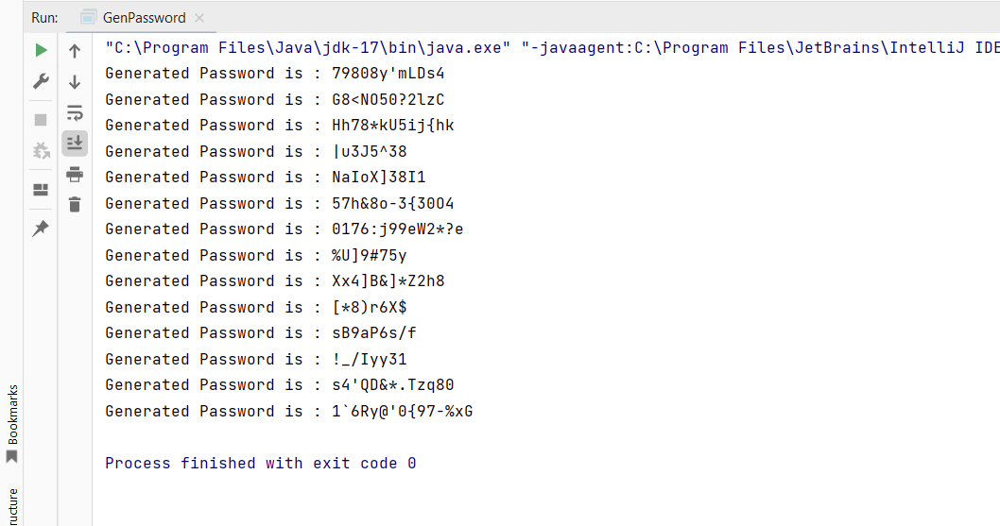 Run: GenPassword
"C:\Program Files\Java\jdk-17\bin\java.exe" "-javaagent:C:\Program Files\JetBrains\IntelliJ IDE
Generated Password is : 79808y'mLDs4
Generated Password is : G8<NO50?2lzC
Generated Password is : Hh78*kU5ij{hk
Generated Password is : |u3J5^38
Generated Password is : NaIoX]38I1
Generated Password is : 57h&8o-3{30O4
Generated Password is : 0176:j99eW2*?e
Generated Password is : %U]9#75y
Generated Password is : Xx4]B&]*Z2h8
Generated Password is : [*8)r6X$
Generated Password is : sB9aP6s/f
Generated Password is : !_/Iyy31
Generated Password is : s4'QD&*.Tzq80
Generated Password is : 1`6Ry@'0{97-%xG
Process finished with exit code 0
Bookmarks
ructure